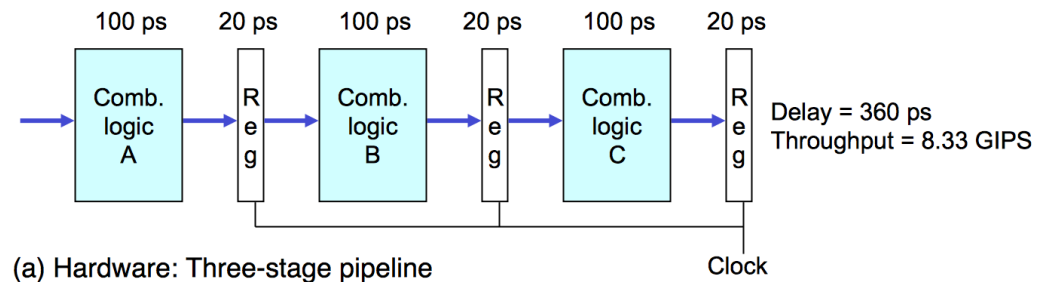 100 ps 20 ps 100 ps 20 ps 100 ps 20 ps
Comb.
logic
A
R
e
g
Comb.
logic
B
R
e
g
Comb.
logic
C
R
e
g
Delay = 360 ps
Throughput = 8.33 GIPS
Clock
(a) Hardware: Three-stage pipeline